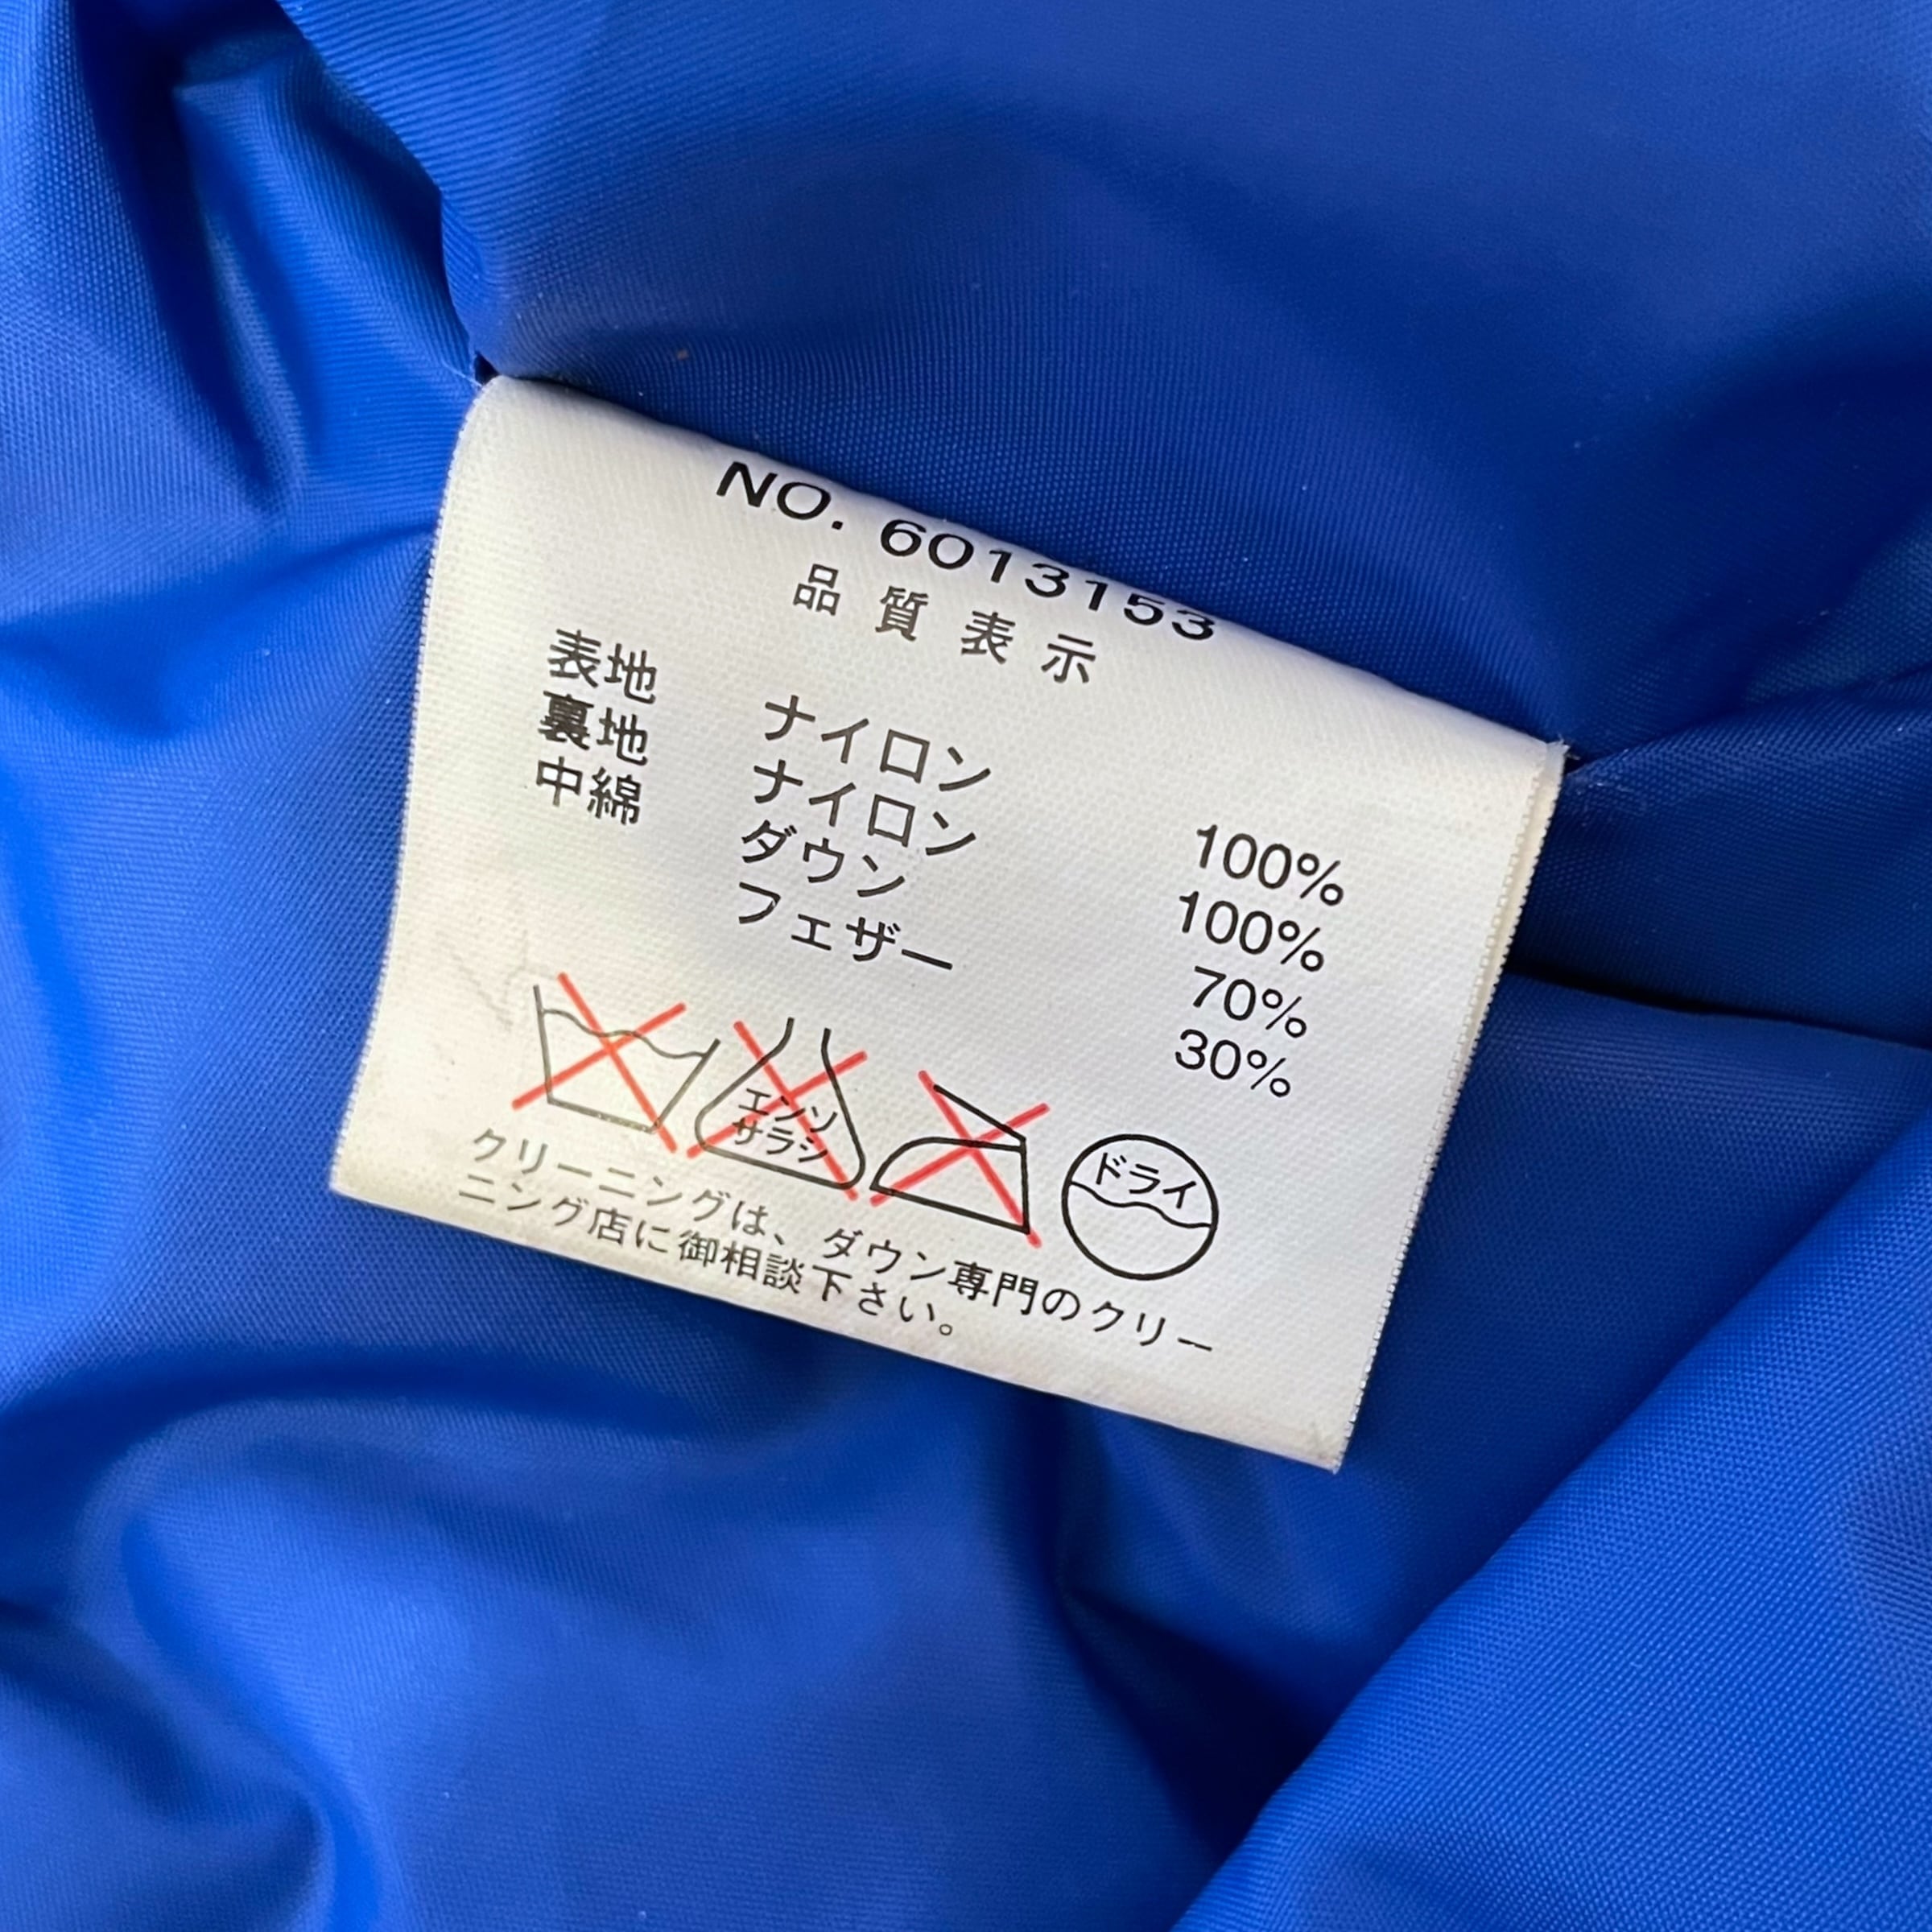 NO. 6013153
品質表示
表地 ナイロン 100%
裏地 ナイロン 100%
中綿 ダウン 70%
フェザー 30%
エンソ
サラシ
ドライ
クリーニングは、ダウン専門のクリー
ニング店に御相談下さい。